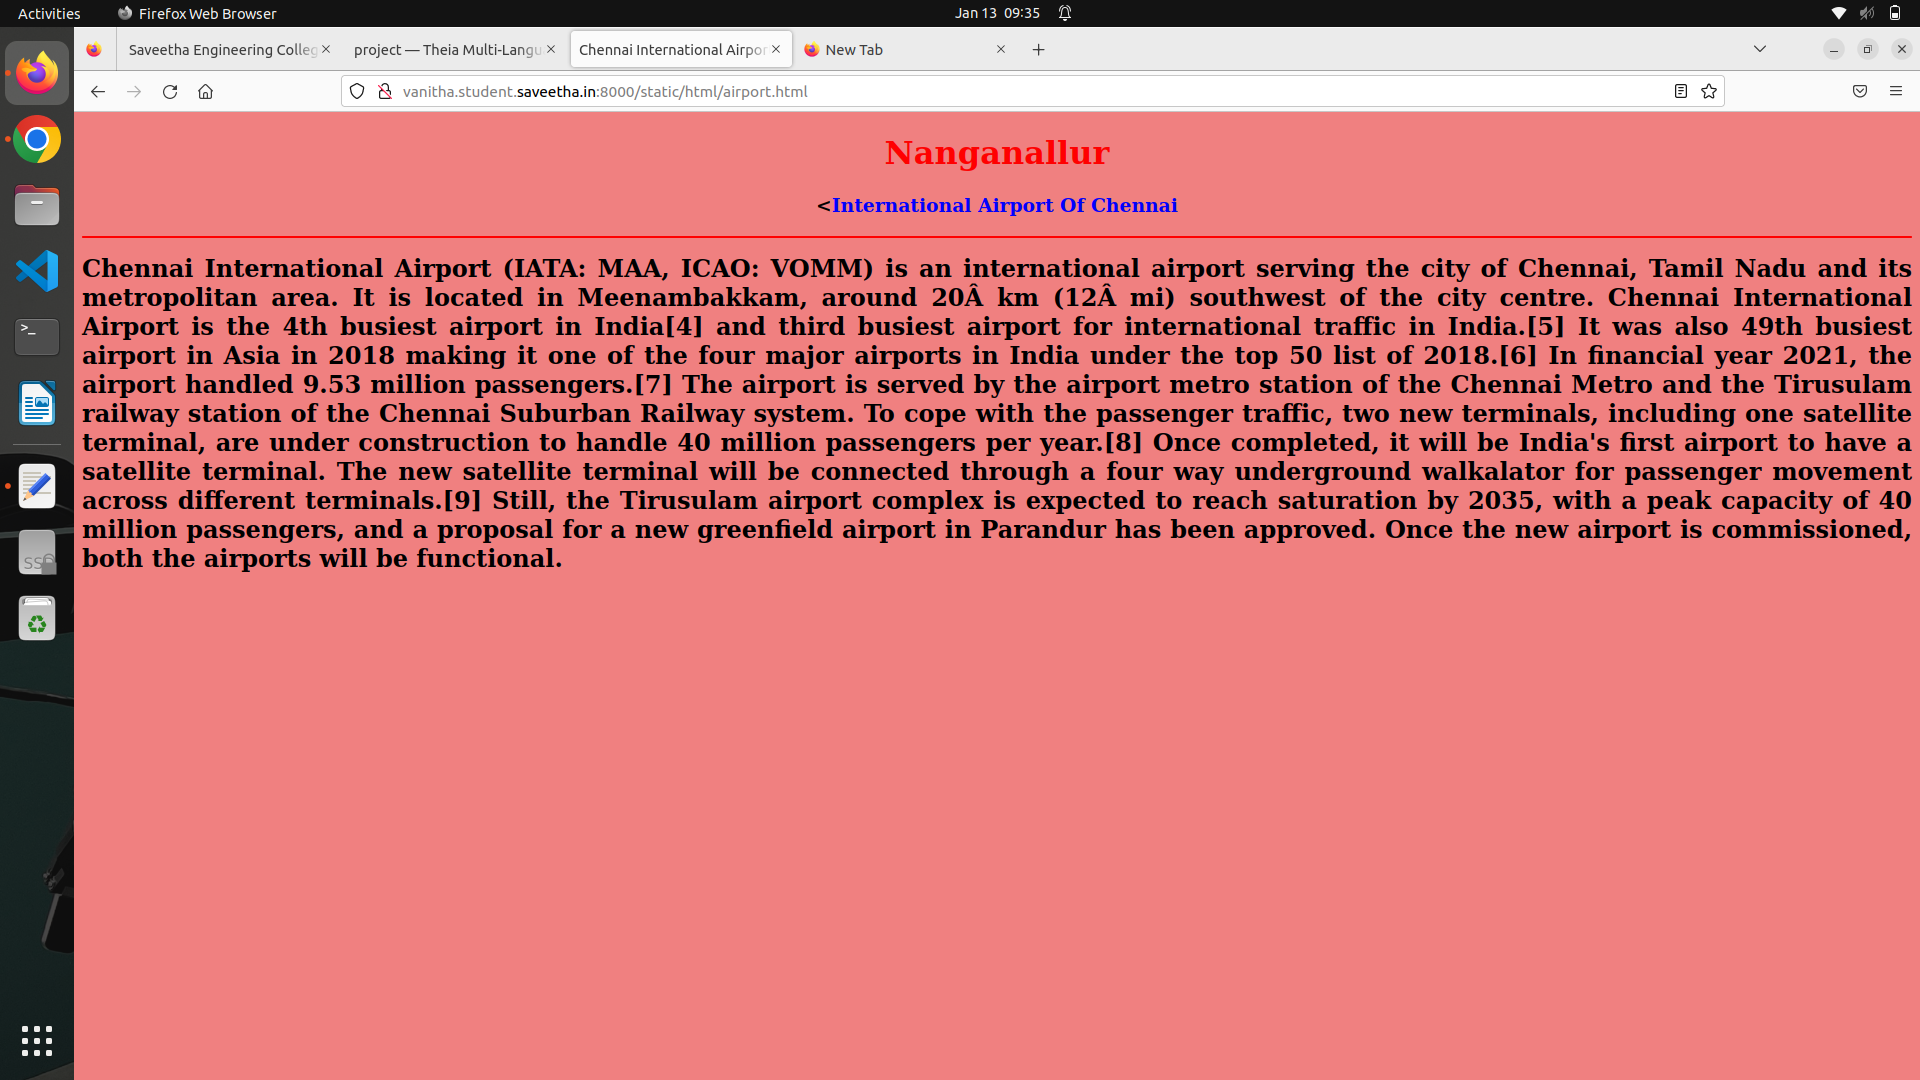 Activities
Firefox Web Browser
Jan 13 09:35
Saveetha Engineering Colleg
project — Theia Multi-Langu
Chennai International Airpor
New Tab
vanitha.student.saveetha.in:8000/static/html/airport.html
Nanganallur
<International Airport Of Chennai
Chennai International Airport (IATA: MAA, ICAO: VOMM) is an international airport serving the city of Chennai, Tamil Nadu and its
metropolitan area. It is located in Meenambakkam, around 20Â km (12Â mi) southwest of the city centre. Chennai International
Airport is the 4th busiest airport in India[4] and third busiest airport for international traffic in India.[5] It was also 49th busiest
airport in Asia in 2018 making it one of the four major airports in India under the top 50 list of 2018.[6] In financial year 2021, the
airport handled 9.53 million passengers.[7] The airport is served by the airport metro station of the Chennai Metro and the Tirusulam
railway station of the Chennai Suburban Railway system. To cope with the passenger traffic, two new terminals, including one satellite
terminal, are under construction to handle 40 million passengers per year.[8] Once completed, it will be India's first airport to have a
satellite terminal. The new satellite terminal will be connected through a four way underground walkalator for passenger movement
across different terminals.[9] Still, the Tirusulam airport complex is expected to reach saturation by 2035, with a peak capacity of 40
million passengers, and a proposal for a new greenfield airport in Parandur has been approved. Once the new airport is commissioned,
both the airports will be functional.